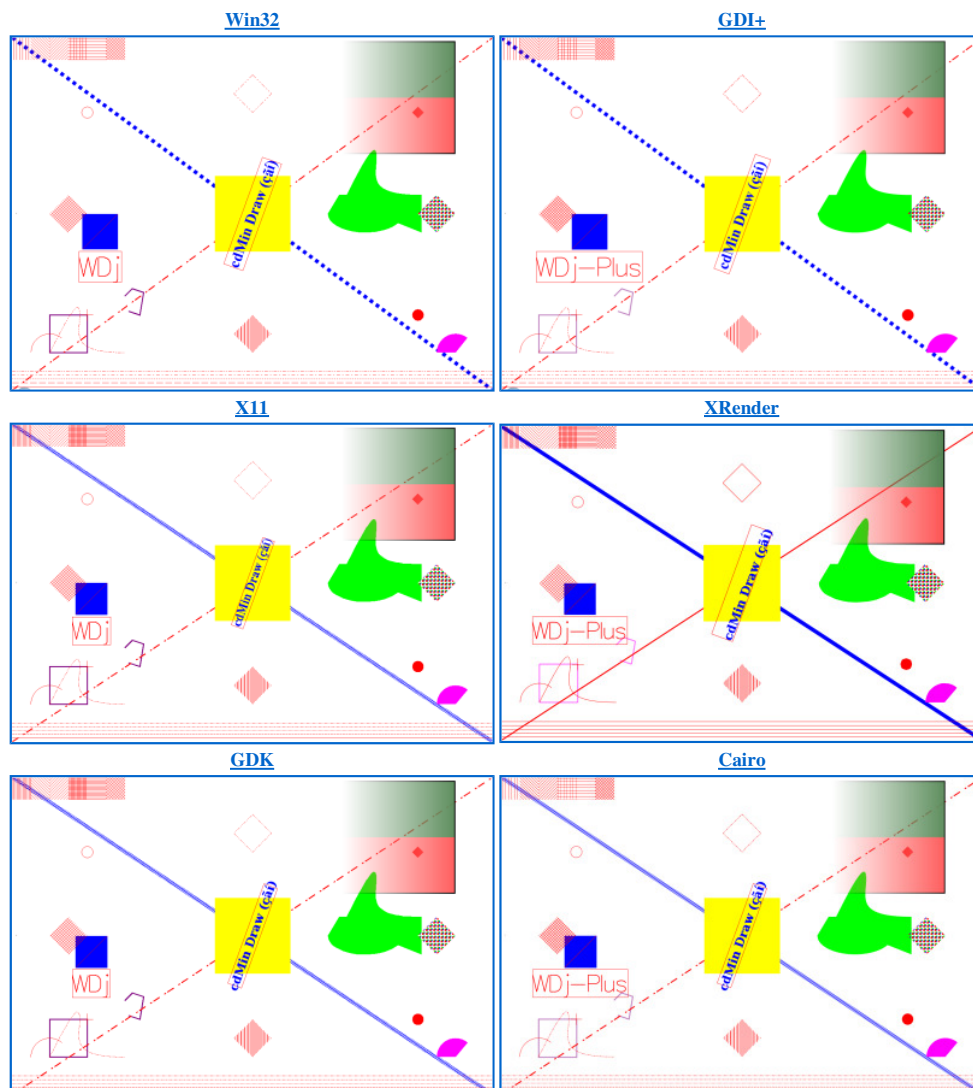 Win32
GDI+
cdMin Draw (çãí)
WDj
cdMin Draw (çãí)
WDj-Plus
X11
XRender
cdMin Draw (çãí)
WDj
cdMin Draw (çãí)
WDj-Plus
GDK
Cairo
cdMin Draw (çãí)
WDj
cdMin Draw (çãí)
WDj-Plus